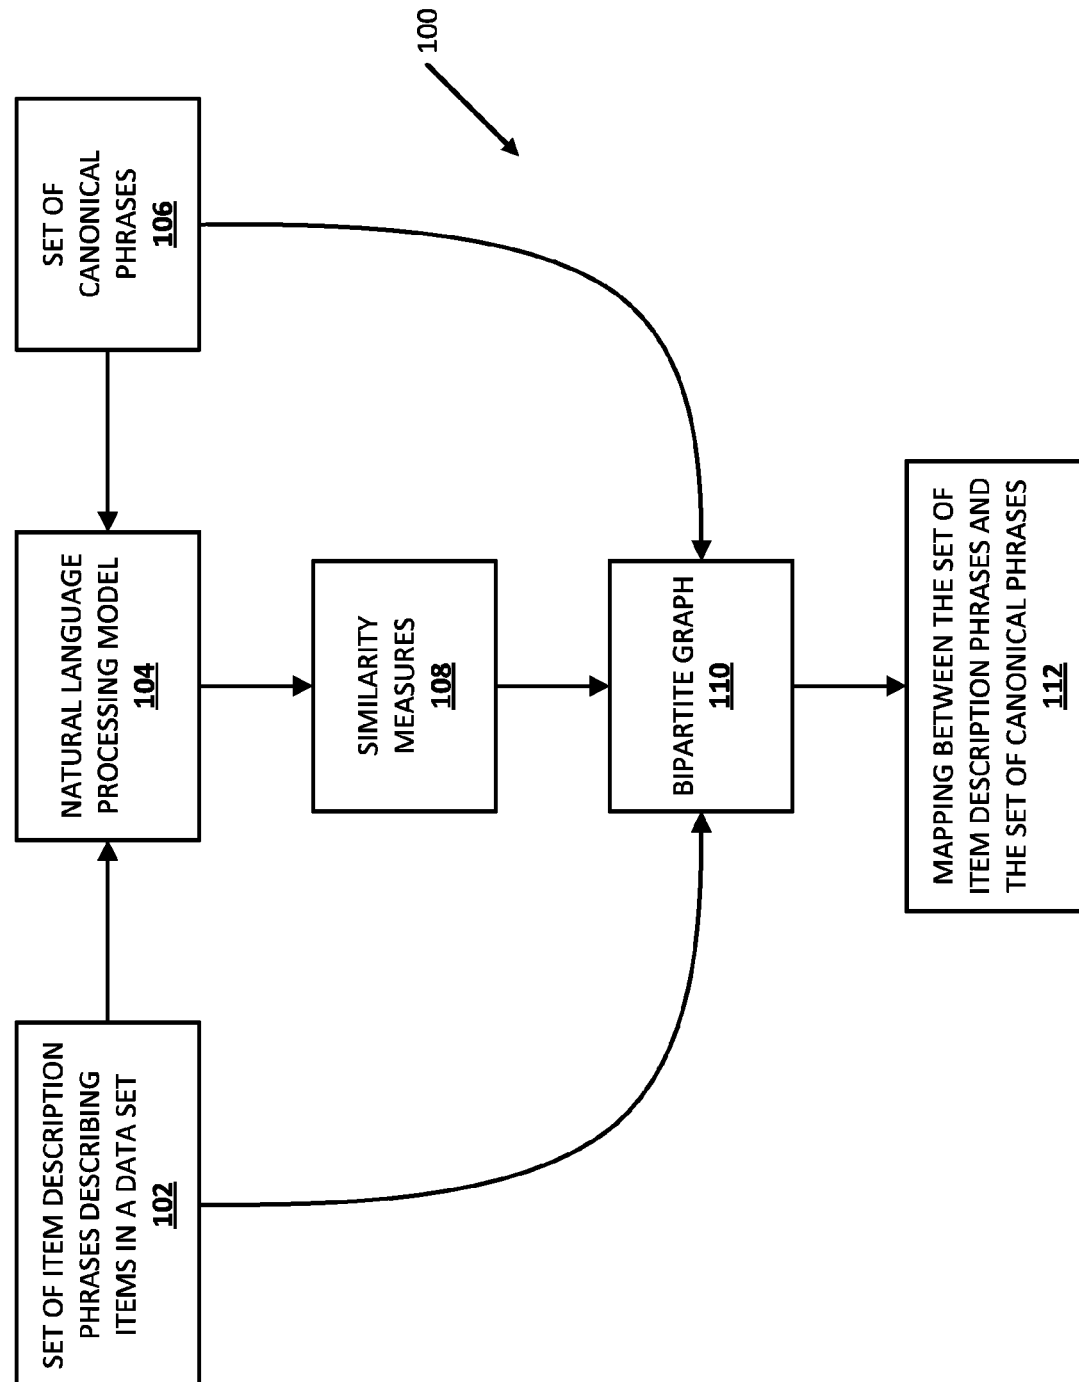 SET OF ITEM DESCRIPTION
PHRASES DESCRIBING
ITEMS IN A DATA SET
102
NATURAL LANGUAGE
PROCESSING MODEL
104
SET OF
CANONICAL
PHRASES
106
SIMILARITY
MEASURES
108
100
BIPARTITE GRAPH
110
MAPPING BETWEEN THE SET OF
ITEM DESCRIPTION PHRASES AND
THE SET OF CANONICAL PHRASES
112